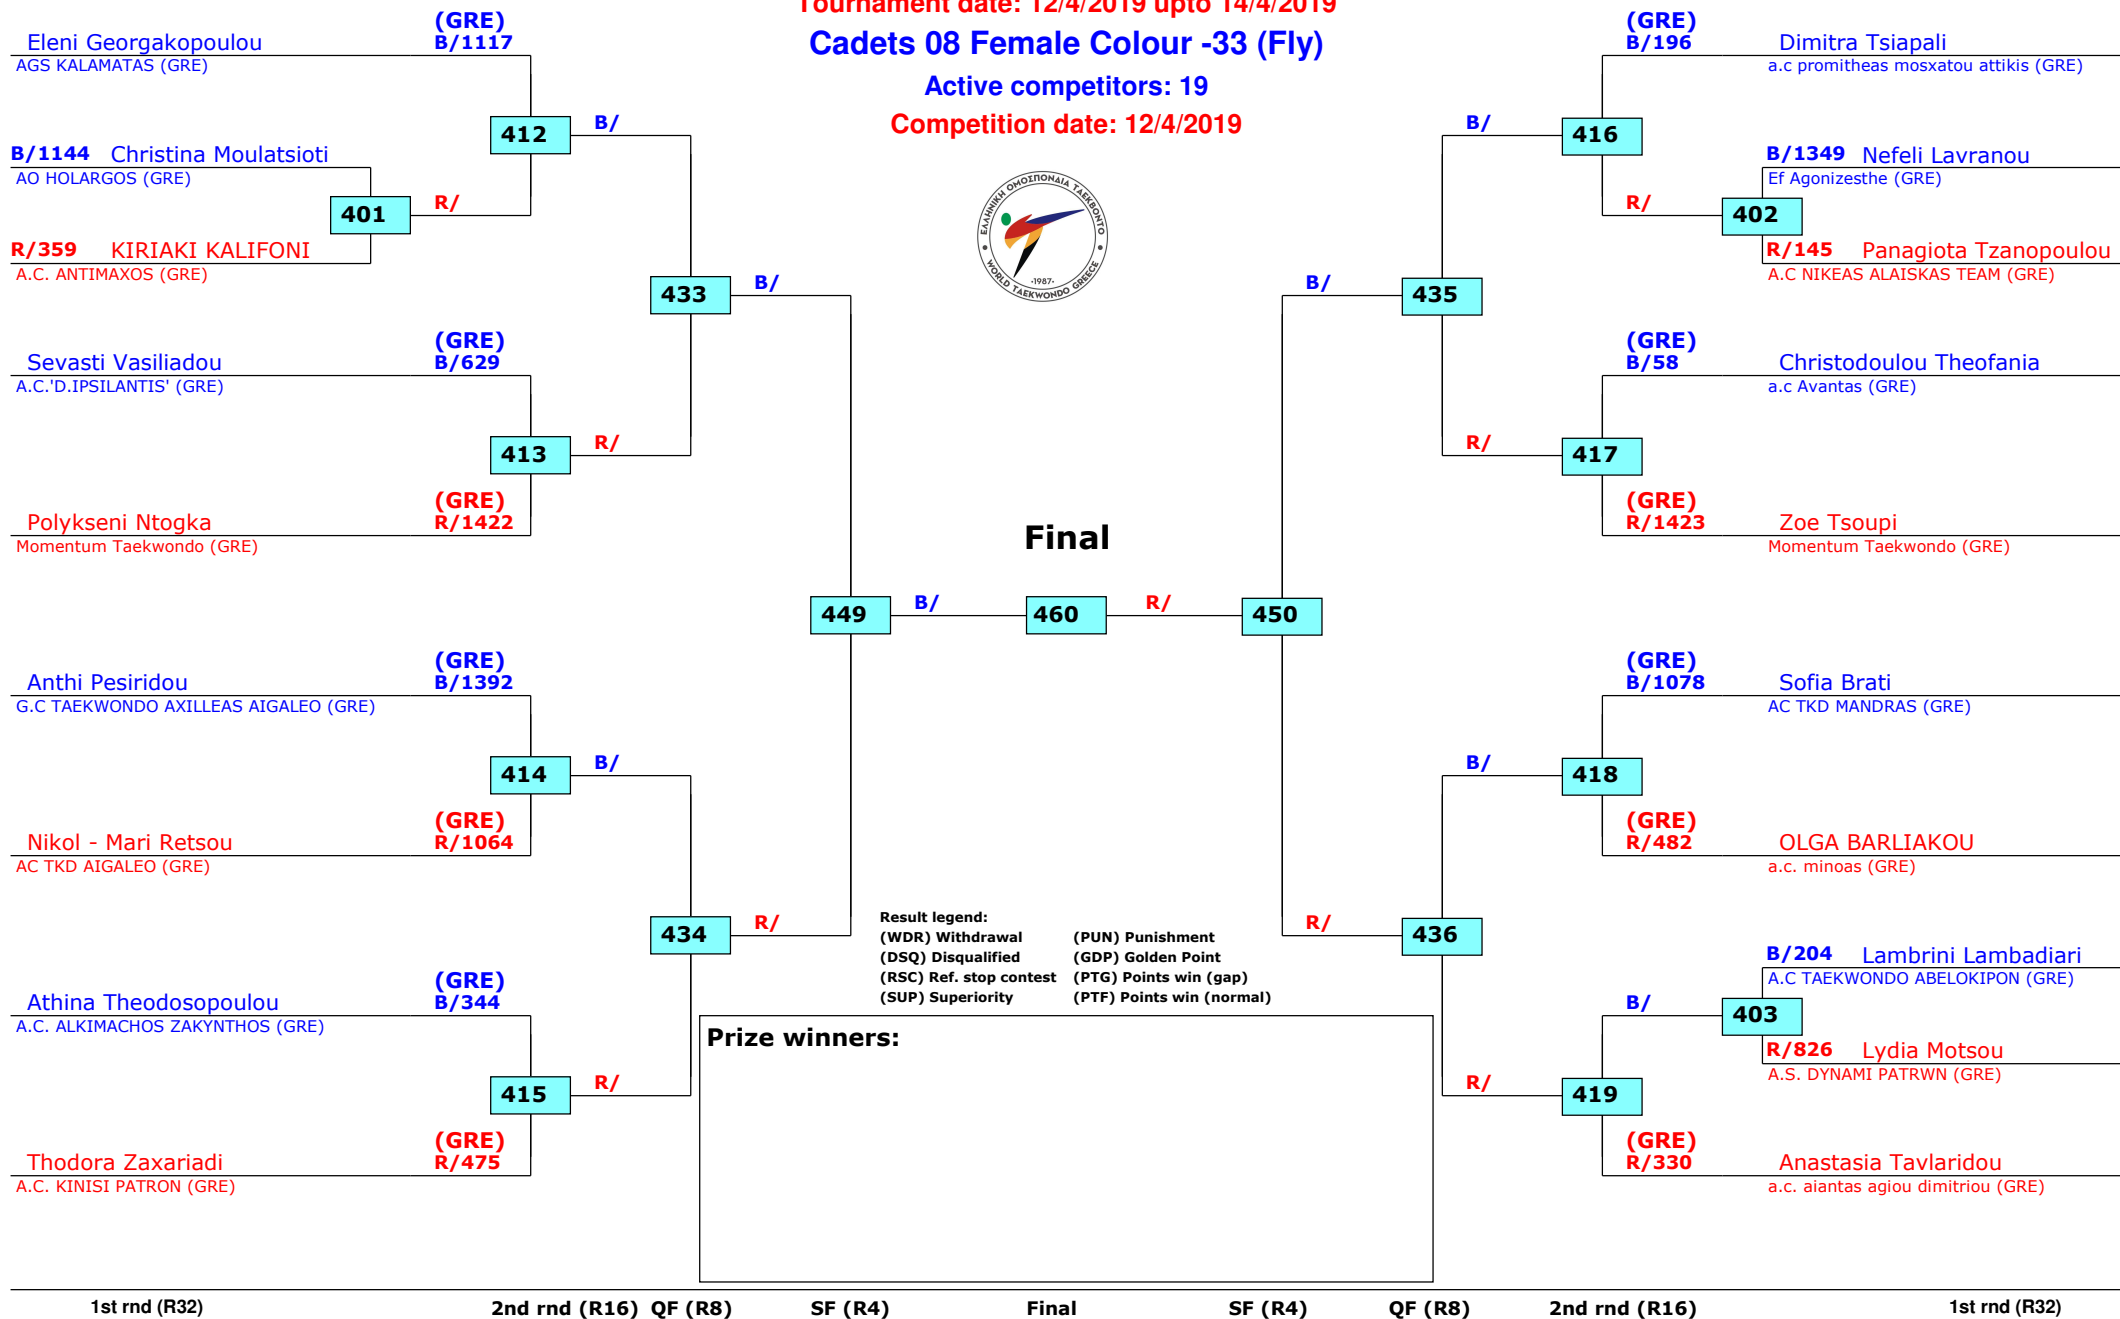 Tournament date: 12/4/2019 upto 14/4/2019
Cadets 08 Female Colour -33 (Fly)
Active competitors: 19
Competition date: 12/4/2019
ΕΛΛΗΝΙΚΗ ΟΜΟΣΠΟΝΔΙΑ ΤΑΕΚΒΟΝΤΟ
·1987·
WORLD TAEKWONDO GREECE
(GRE)
Eleni Georgakopoulou B/1117
AGS KALAMATAS (GRE)
412 B/
B/1144 Christina Moulatsioti
AO HOLARGOS (GRE)
401 R/
R/359 KIRIAKI KALIFONI
A.C. ANTIMAXOS (GRE)
433 B/
(GRE)
Sevasti Vasiliadou B/629
A.C.'D.IPSILANTIS' (GRE)
413 R/
(GRE)
Polykseni Ntogka R/1422
Momentum Taekwondo (GRE)
449 B/
(GRE)
Anthi Pesiridou B/1392
G.C TAEKWONDO AXILLEAS AIGALEO (GRE)
414 B/
(GRE)
Nikol - Mari Retsou R/1064
AC TKD AIGALEO (GRE)
434 R/
(GRE)
Athina Theodosopoulou B/344
A.C. ALKIMACHOS ZAKYNTHOS (GRE)
415 R/
(GRE)
Thodora Zaxariadi R/475
A.C. KINISI PATRON (GRE)
Final
460
R/ 450
(GRE)
B/196 Dimitra Tsiapali
a.c promitheas mosxatou attikis (GRE)
B/ 416
B/1349 Nefeli Lavranou
Ef Agonizesthe (GRE)
R/ 402
R/145 Panagiota Tzanopoulou
A.C NIKEAS ALAISKAS TEAM (GRE)
B/ 435
(GRE)
B/58 Christodoulou Theofania
a.c Avantas (GRE)
R/ 417
(GRE)
R/1423 Zoe Tsoupi
Momentum Taekwondo (GRE)
(GRE)
B/1078 Sofia Brati
AC TKD MANDRAS (GRE)
B/ 418
(GRE)
R/482 OLGA BARLIAKOU
a.c. minoas (GRE)
R/ 436
B/204 Lambrini Lambadiari
A.C TAEKWONDO ABELOKIPON (GRE)
B/ 403
R/826 Lydia Motsou
A.S. DYNAMI PATRWN (GRE)
R/ 419
(GRE)
R/330 Anastasia Tavlaridou
a.c. aiantas agiou dimitriou (GRE)
Result legend:
(WDR) Withdrawal (PUN) Punishment
(DSQ) Disqualified (GDP) Golden Point
(RSC) Ref. stop contest (PTG) Points win (gap)
(SUP) Superiority (PTF) Points win (normal)
Prize winners:
1st rnd (R32) 2nd rnd (R16) QF (R8) SF (R4) Final SF (R4) QF (R8) 2nd rnd (R16) 1st rnd (R32)